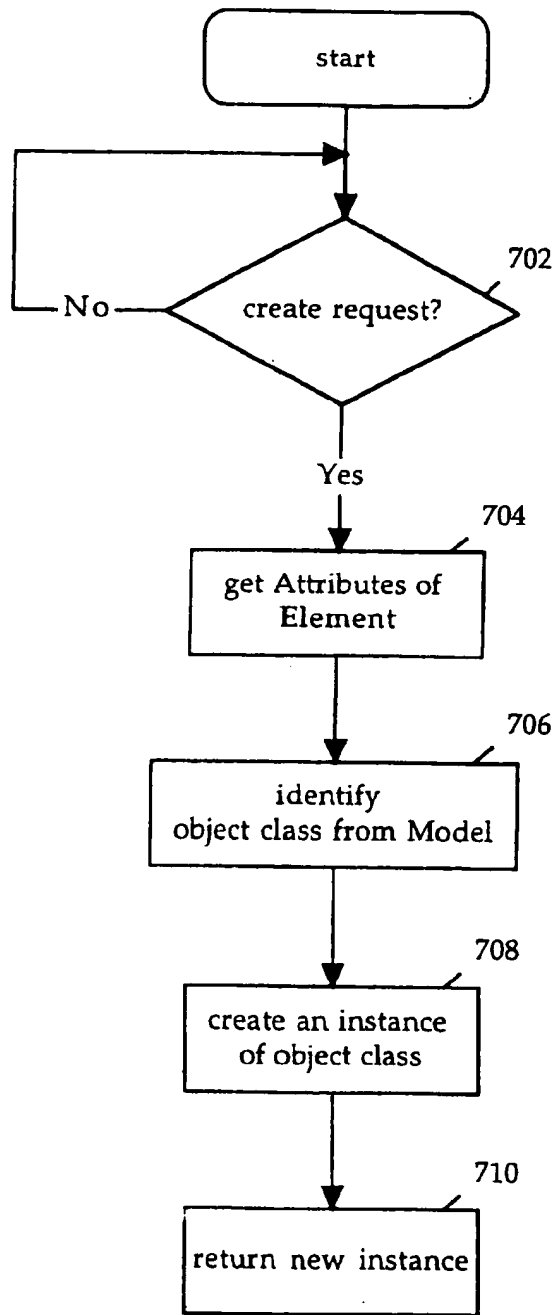 start
702
create request?
No
Yes
704
get Attributes of
Element
706
identify
object class from Model
708
create an instance
of object class
710
return new instance